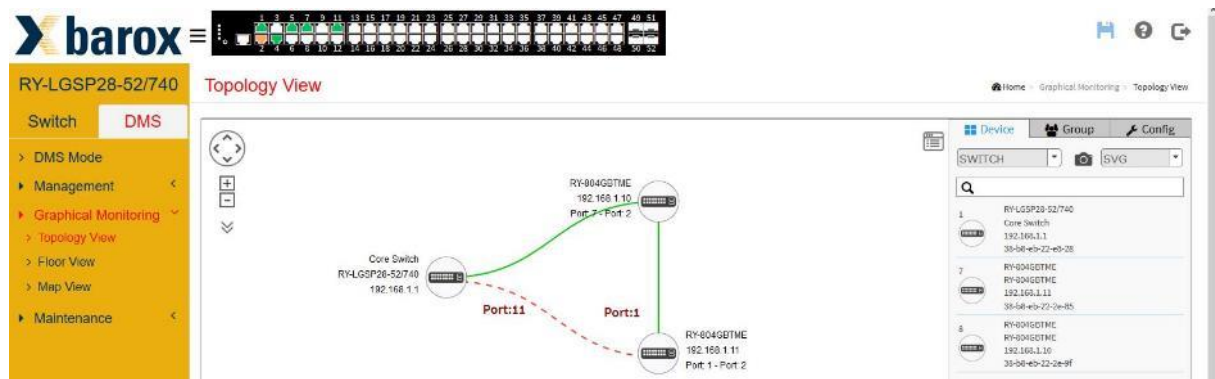 barox
1 3 5 7 9 11 13 15 17 19 21 23 25 27 29 31 33 35 37 39 41 43 45 47 49 51
2 4 6 8 10 12 14 16 18 20 22 24 26 28 30 32 34 36 38 40 42 44 46 48 50 52
RY-LGSP28-52/740
Switch DMS
DMS Mode
Management
Graphical Monitoring
Topology View
Floor View
Map View
Maintenance
Topology View
Home > Graphical Monitoring > Topology View
RY-804GBTME
192.168.1.10
Port: 7 - Port: 2
Core Switch
RY-LGSP28-52/740
192.168.1.1
Port:11
Port:1
RY-804GBTME
192.168.1.11
Port: 1 - Port: 2
Device Group Config
SWITCH SVG
1
RY-LGSP28-52/740
Core Switch
192.168.1.1
38-b8-eb-22-e8-28
7
RY-804GBTME
RY-804GBTME
192.168.1.11
38-b8-eb-22-2e-85
8
RY-804GBTME
RY-804GBTME
192.168.1.10
38-b8-eb-22-2e-9f